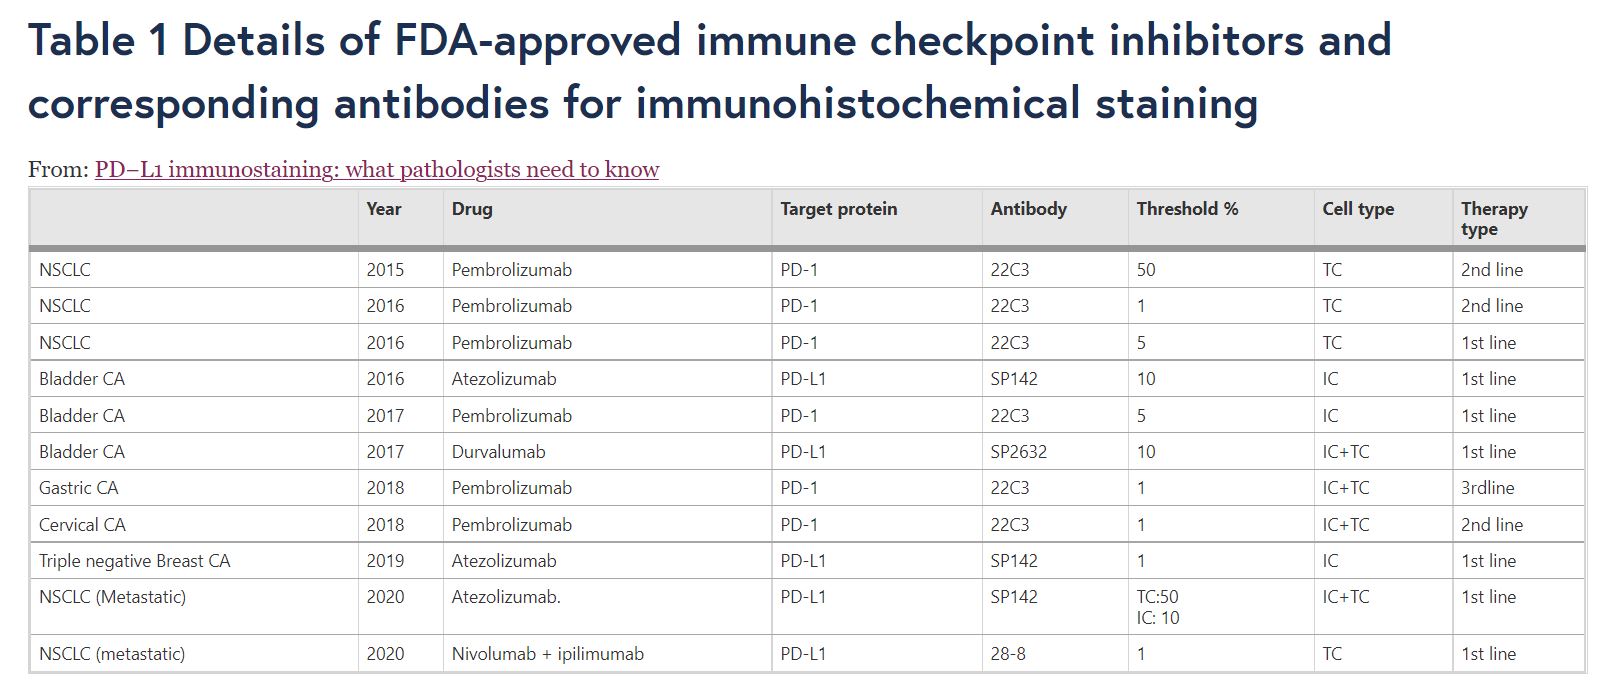 Table 1 Details of FDA-approved immune checkpoint inhibitors and
corresponding antibodies for immunohistochemical staining
From: PD–L1 immunostaining: what pathologists need to know
Year Drug Target protein Antibody Threshold % Cell type Therapy type
NSCLC 2015 Pembrolizumab PD-1 22C3 50 TC 2nd line
NSCLC 2016 Pembrolizumab PD-1 22C3 1 TC 2nd line
NSCLC 2016 Pembrolizumab PD-1 22C3 5 TC 1st line
Bladder CA 2016 Atezolizumab PD-L1 SP142 10 IC 1st line
Bladder CA 2017 Pembrolizumab PD-1 22C3 5 IC 1st line
Bladder CA 2017 Durvalumab PD-L1 SP2632 10 IC+TC 1st line
Gastric CA 2018 Pembrolizumab PD-1 22C3 1 IC+TC 3rdline
Cervical CA 2018 Pembrolizumab PD-1 22C3 1 IC+TC 2nd line
Triple negative Breast CA 2019 Atezolizumab PD-L1 SP142 1 IC 1st line
NSCLC (Metastatic) 2020 Atezolizumab. PD-L1 SP142 TC:50 IC+TC 1st line
IC: 10
NSCLC (metastatic) 2020 Nivolumab + ipilimumab PD-L1 28-8 1 TC 1st line